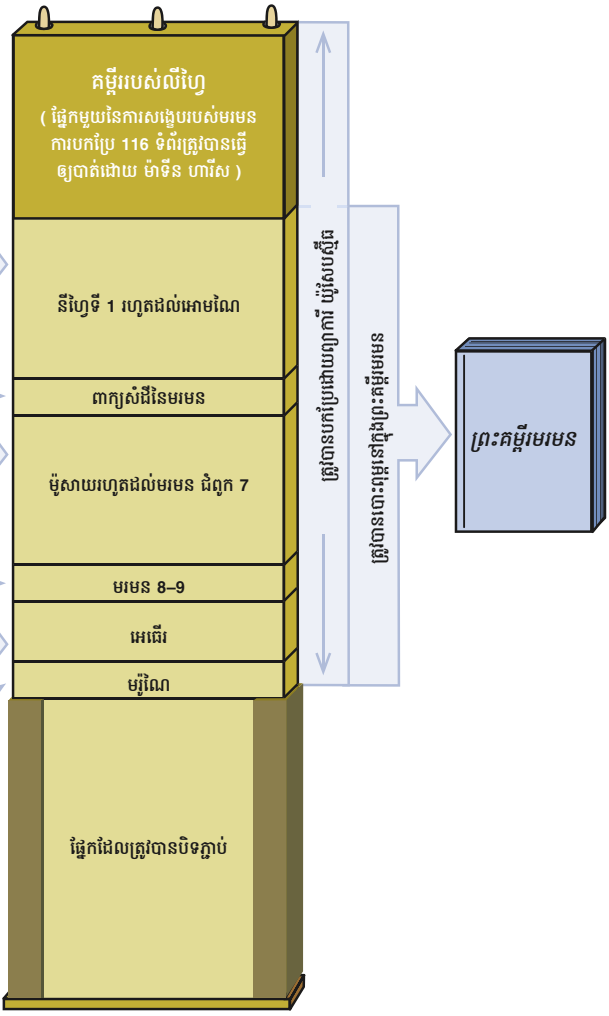 គម្ពីររបស់លីហៃ
( ផ្នែកមួយនៃការសង្ខេបរបស់មរមន
ការបកប្រែ 116 ទំព័រត្រូវបានធ្វើ
ឲ្យបាត់ដោយ ម៉ាទីន ហារីស )
នីហ្វៃទី 1 រហូតដល់អោមណៃ
ពាក្យសំដីនៃមរមន
ម៉ូសាយរហូតដល់មរមន ជំពូក 7
មរមន 8–9
អេធើរ
មរ៉ូណៃ
ផ្នែកដែលត្រូវបានបិទភ្ជាប់
ត្រូវបានបកប្រែដោយព្យាការី យ៉ូសែបស្ម៊ីធ
ត្រូវបានបោះពុម្ពនៅក្នុងព្រះគម្ពីរមរមន
ព្រះគម្ពីរមរមន